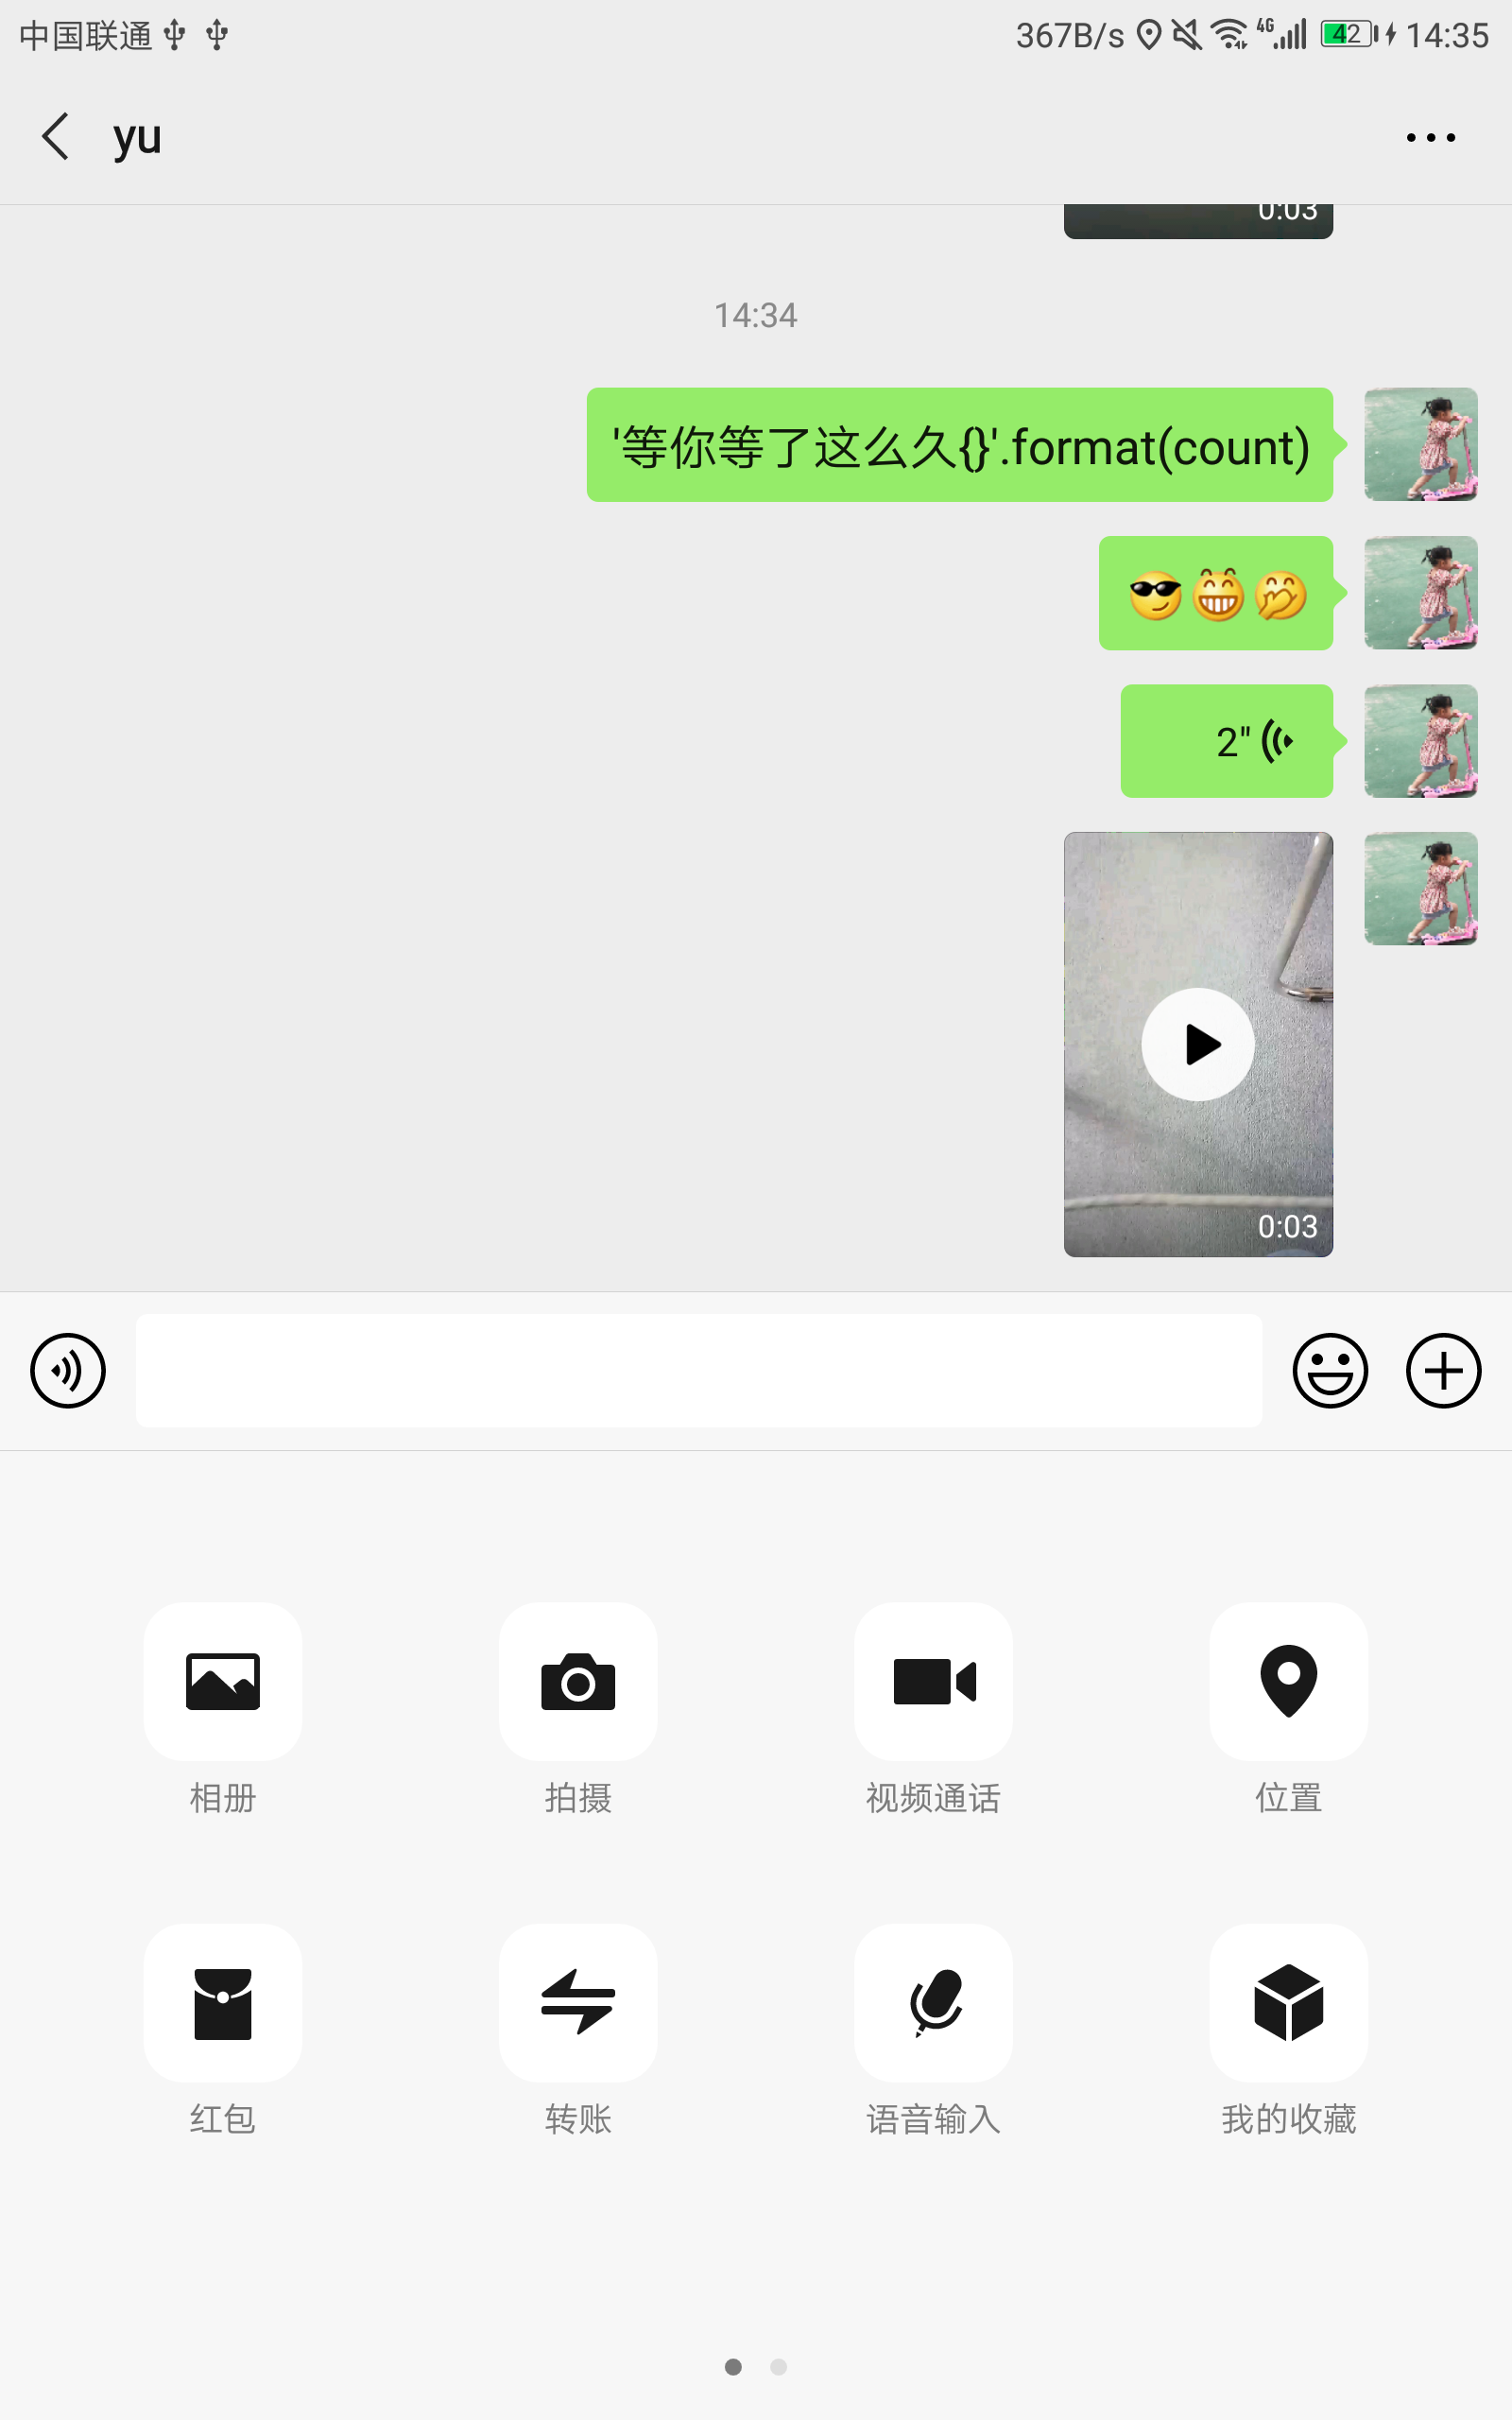 中国联通 367B/s 4G 42 14:35
yu
0:03
14:34
'等你等了这么久{}'.format(count)
😎😁🤭
2"
0:03
相册 拍摄 视频通话 位置
红包 转账 语音输入 我的收藏